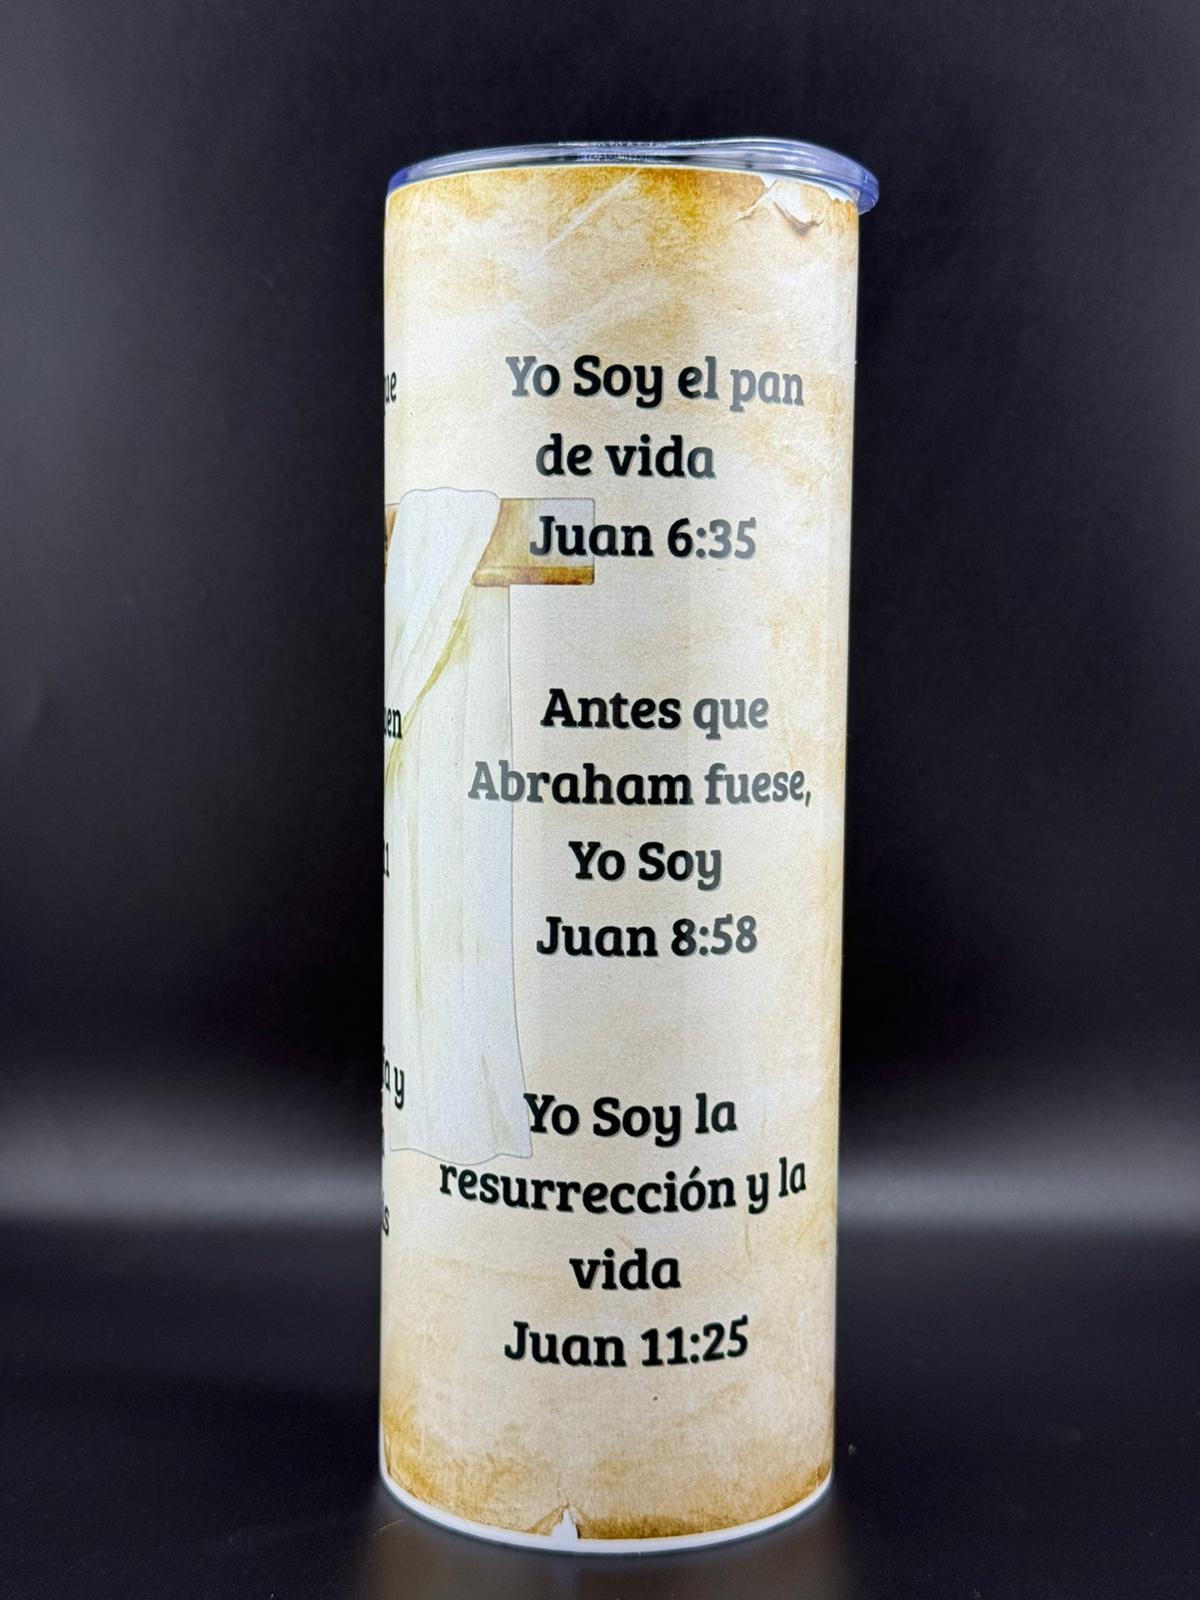 Yo Soy el pan
de vida
Juan 6:35
Antes que
Abraham fuese,
Yo Soy
Juan 8:58
Yo Soy la
resurrección y la
vida
Juan 11:25
y